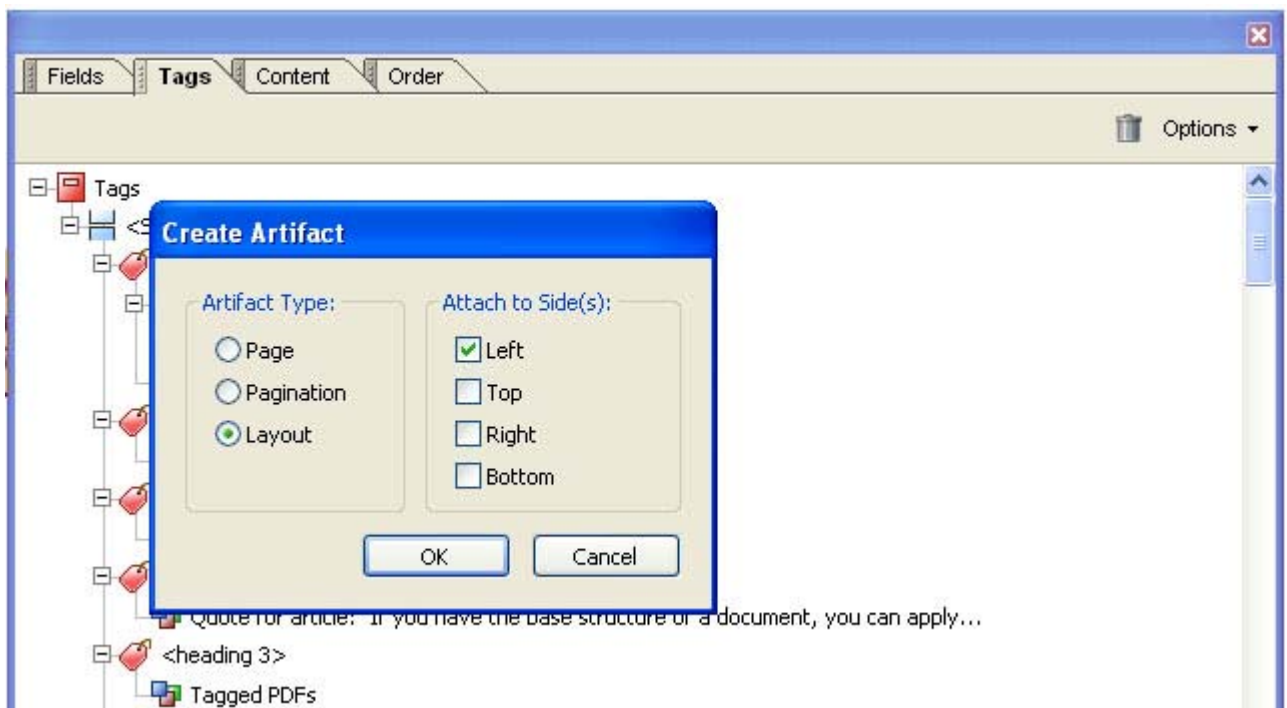 Fields Tags Content Order
Options
Tags
<S
Create Artifact
Artifact Type: Attach to Side(s):
Page Left
Pagination Top
Layout Right
Bottom
OK Cancel
Quote for article: If you have the base structure of a document, you can apply...
<heading 3>
Tagged PDFs